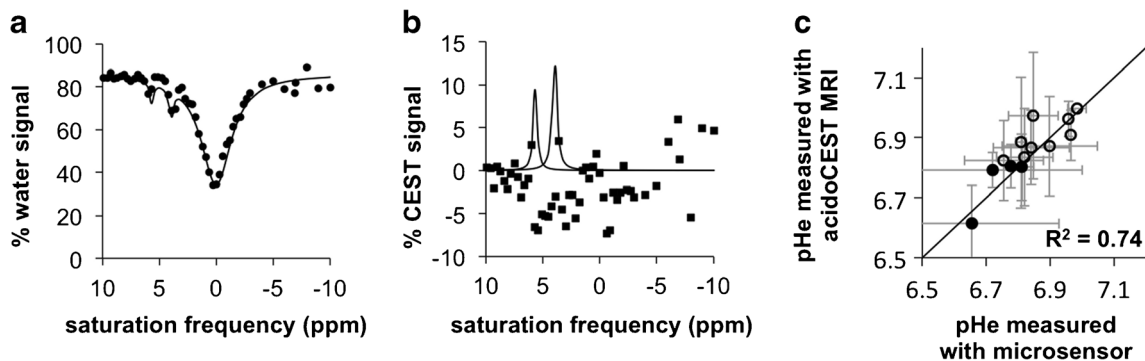 a
100
80
60
40
20
0
10 5 0 -5 -10
% water signal
saturation frequency (ppm)
b
15
10
5
0
-5
-10
10 5 0 -5 -10
% CEST signal
saturation frequency (ppm)
c
pHe measured with
acidoCEST MRI
7.1
6.9
6.7
6.5
R² = 0.74
6.5 6.7 6.9 7.1
pHe measured
with microsensor